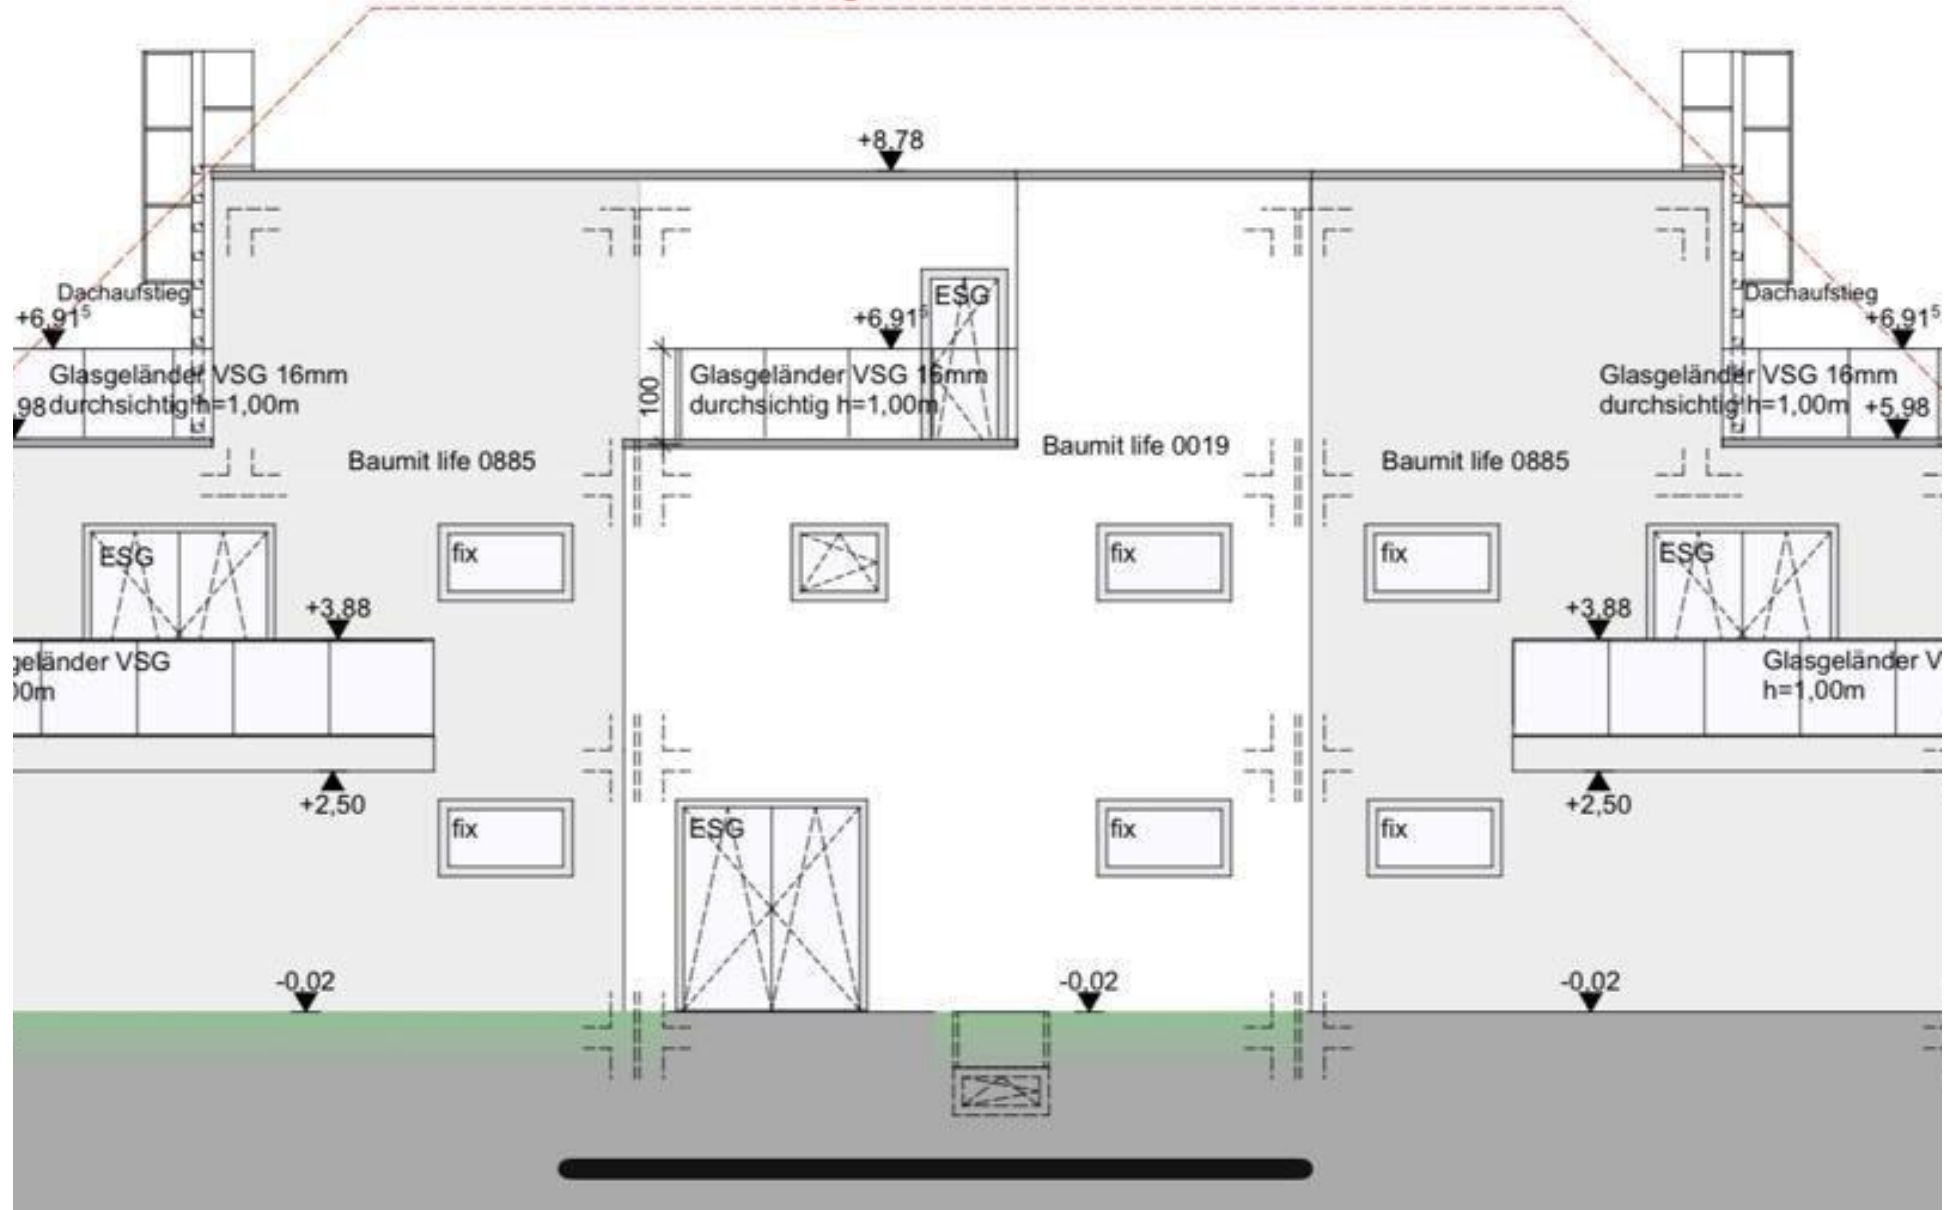 +8,78
Dachaufstieg
+6,91⁵
ESG
+6,91⁵
Dachaufstieg
+6,91⁵
Glasgeländer VSG 16mm
durchsichtig h=1,00m
98
100
Glasgeländer VSG 16mm
durchsichtig h=1,00m
Glasgeländer VSG 16mm
durchsichtig h=1,00m
+5,98
Baumit life 0885
Baumit life 0019
Baumit life 0885
ESG
fix
fix
fix
ESG
+3,88
+3,88
geländer VSG
00m
Glasgeländer V
h=1,00m
+2,50
+2,50
fix
ESG
fix
fix
-0,02
-0,02
-0,02